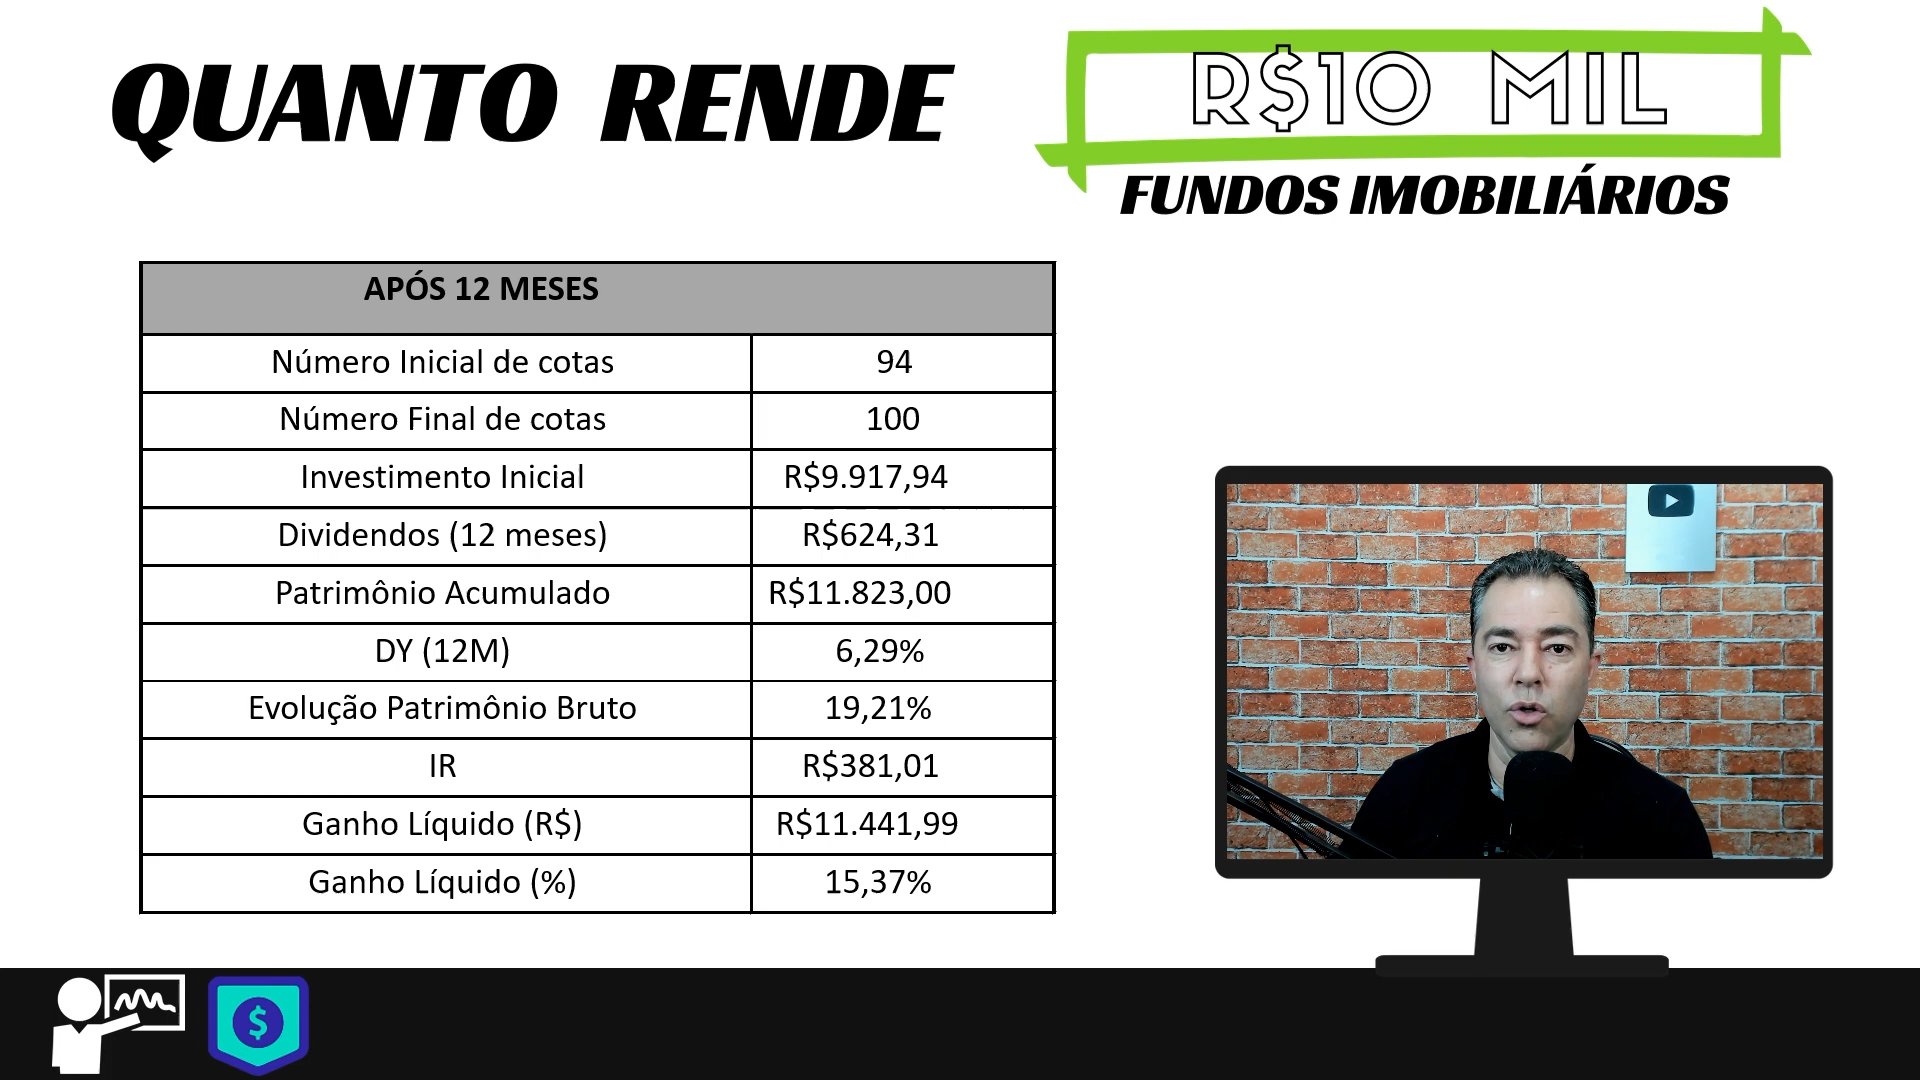 QUANTO RENDE
R$10 MIL
FUNDOS IMOBILIÁRIOS
APÓS 12 MESES
Número Inicial de cotas 94
Número Final de cotas 100
Investimento Inicial R$9.917,94
Dividendos (12 meses) R$624,31
Patrimônio Acumulado R$11.823,00
DY (12M) 6,29%
Evolução Patrimônio Bruto 19,21%
IR R$381,01
Ganho Líquido (R$) R$11.441,99
Ganho Líquido (%) 15,37%
$